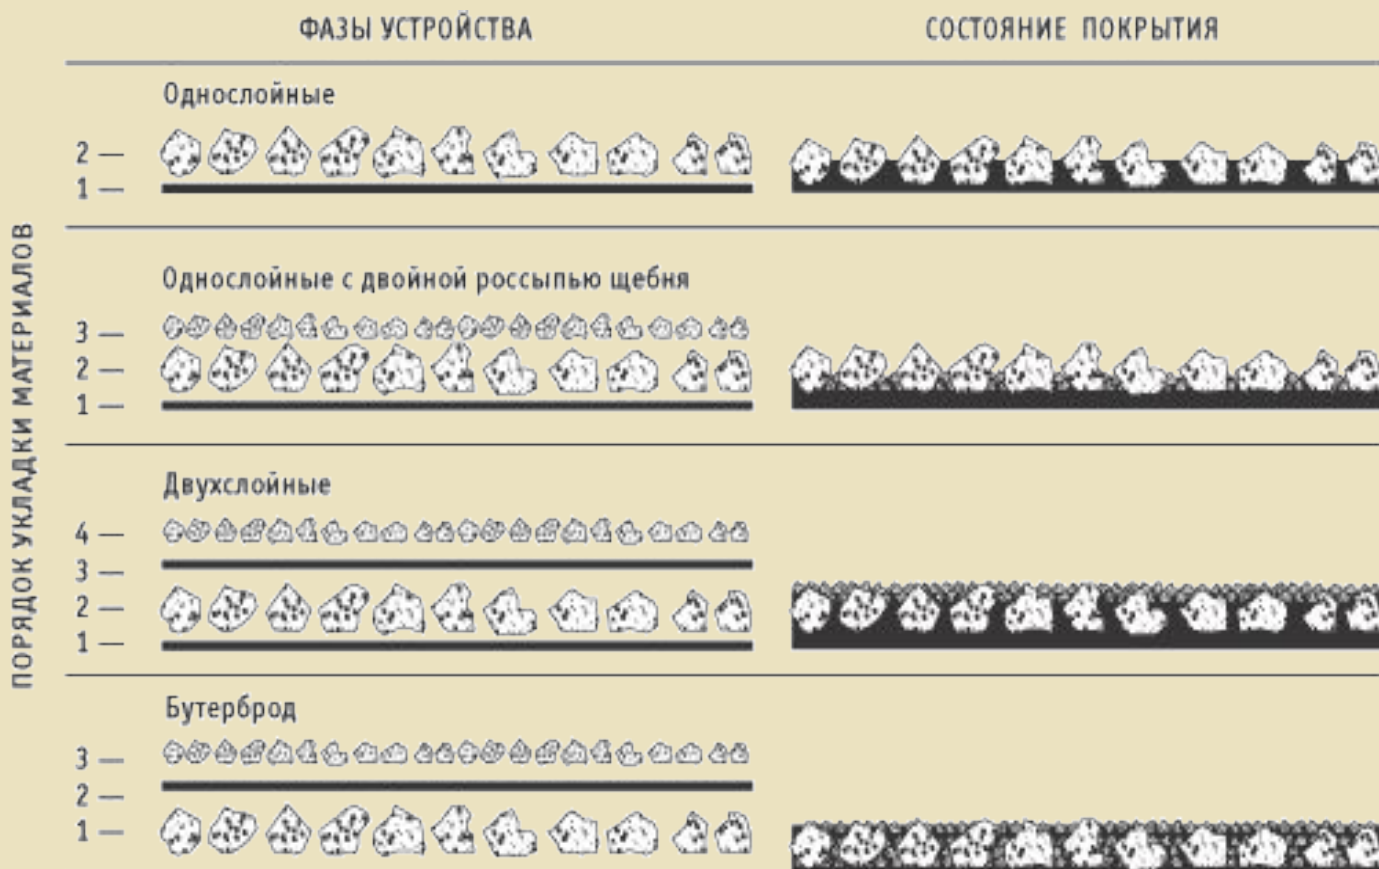 ФАЗЫ УСТРОЙСТВА
СОСТОЯНИЕ ПОКРЫТИЯ
ПОРЯДОК УКЛАДКИ МАТЕРИАЛОВ
Однослойные
2 —
1 —
Однослойные с двойной россыпью щебня
3 —
2 —
1 —
Двухслойные
4 —
3 —
2 —
1 —
Бутерброд
3 —
2 —
1 —